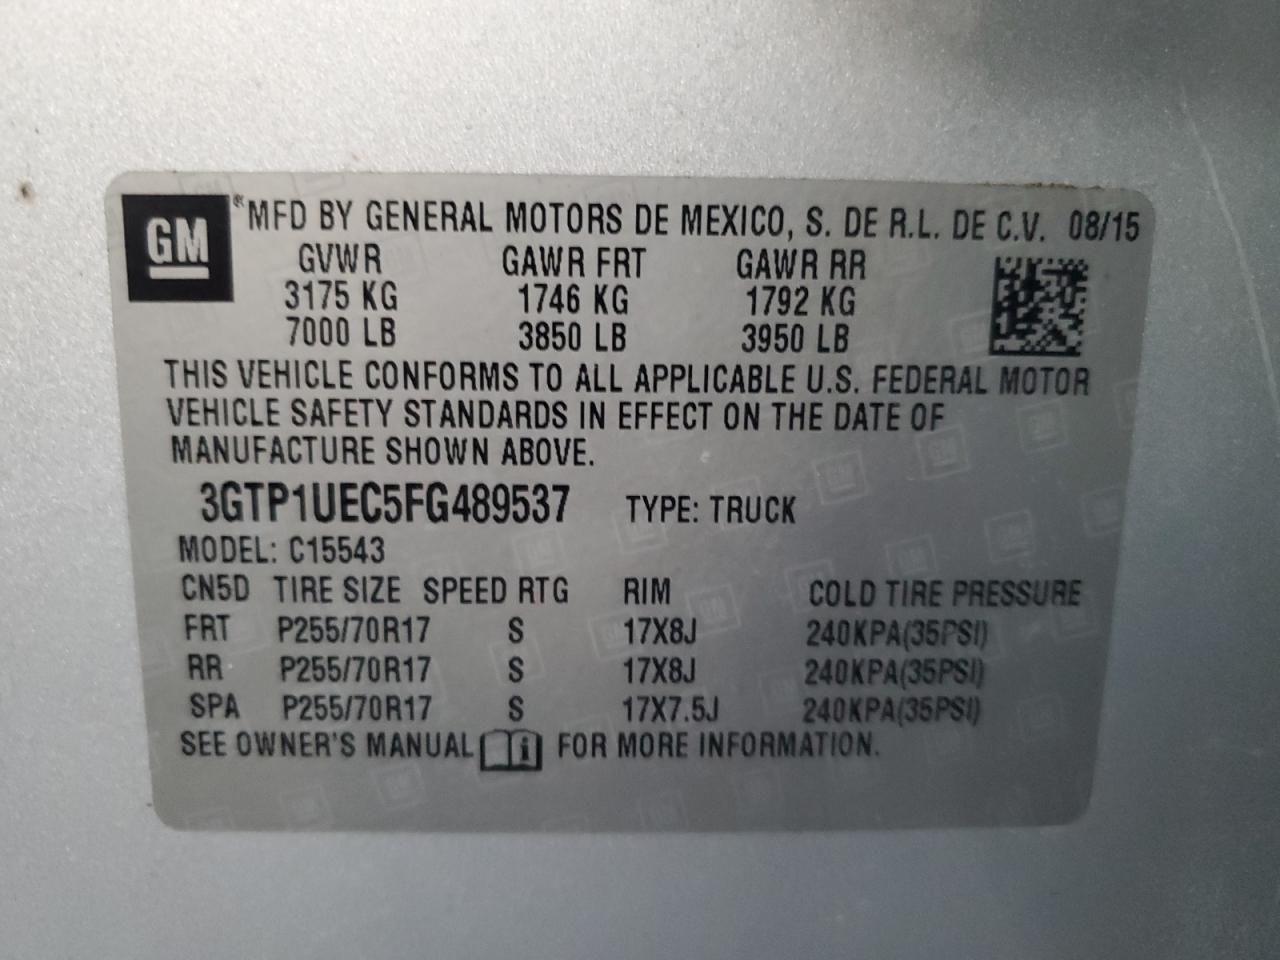 GM ® MFD BY GENERAL MOTORS DE MEXICO, S. DE R.L. DE C.V. 08/15
GVWR GAWR FRT GAWR RR
3175 KG 1746 KG 1792 KG
7000 LB 3850 LB 3950 LB
THIS VEHICLE CONFORMS TO ALL APPLICABLE U.S. FEDERAL MOTOR
VEHICLE SAFETY STANDARDS IN EFFECT ON THE DATE OF
MANUFACTURE SHOWN ABOVE.
3GTP1UEC5FG489537 TYPE: TRUCK
MODEL: C15543
CN5D TIRE SIZE SPEED RTG RIM COLD TIRE PRESSURE
FRT P255/70R17 S 17X8J 240KPA(35PSI)
RR P255/70R17 S 17X8J 240KPA(35PSI)
SPA P255/70R17 S 17X7.5J 240KPA(35PSI)
SEE OWNER'S MANUAL i FOR MORE INFORMATION.